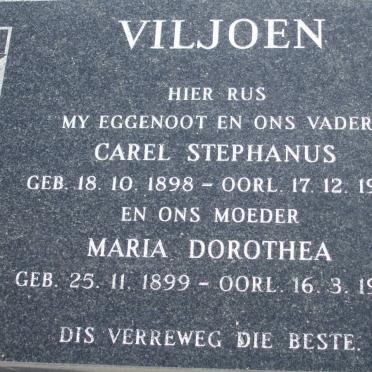 VILJOEN
HIER RUS
MY EGGENOOT EN ONS VADER
CAREL STEPHANUS
GEB. 18. 10. 1898 - OORL. 17. 12. 19
EN ONS MOEDER
MARIA DOROTHEA
GEB. 25. 11. 1899 - OORL. 16. 3. 19
DIS VERREWEG DIE BESTE.